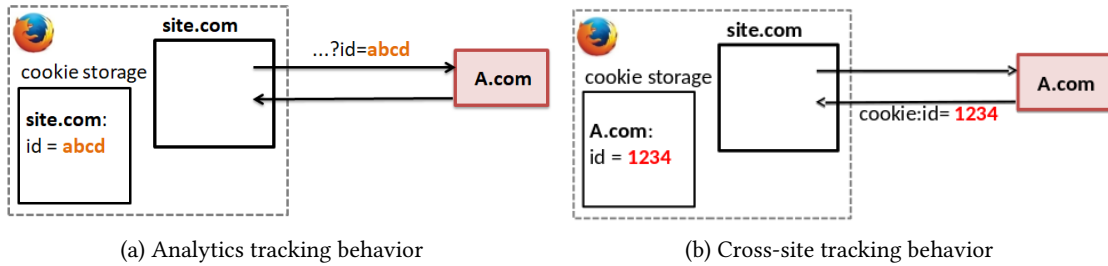 site.com
...?id=abcd
cookie storage
A.com
site.com:
id = abcd
(a) Analytics tracking behavior
site.com
cookie storage
A.com
cookie:id= 1234
A.com:
id = 1234
(b) Cross-site tracking behavior